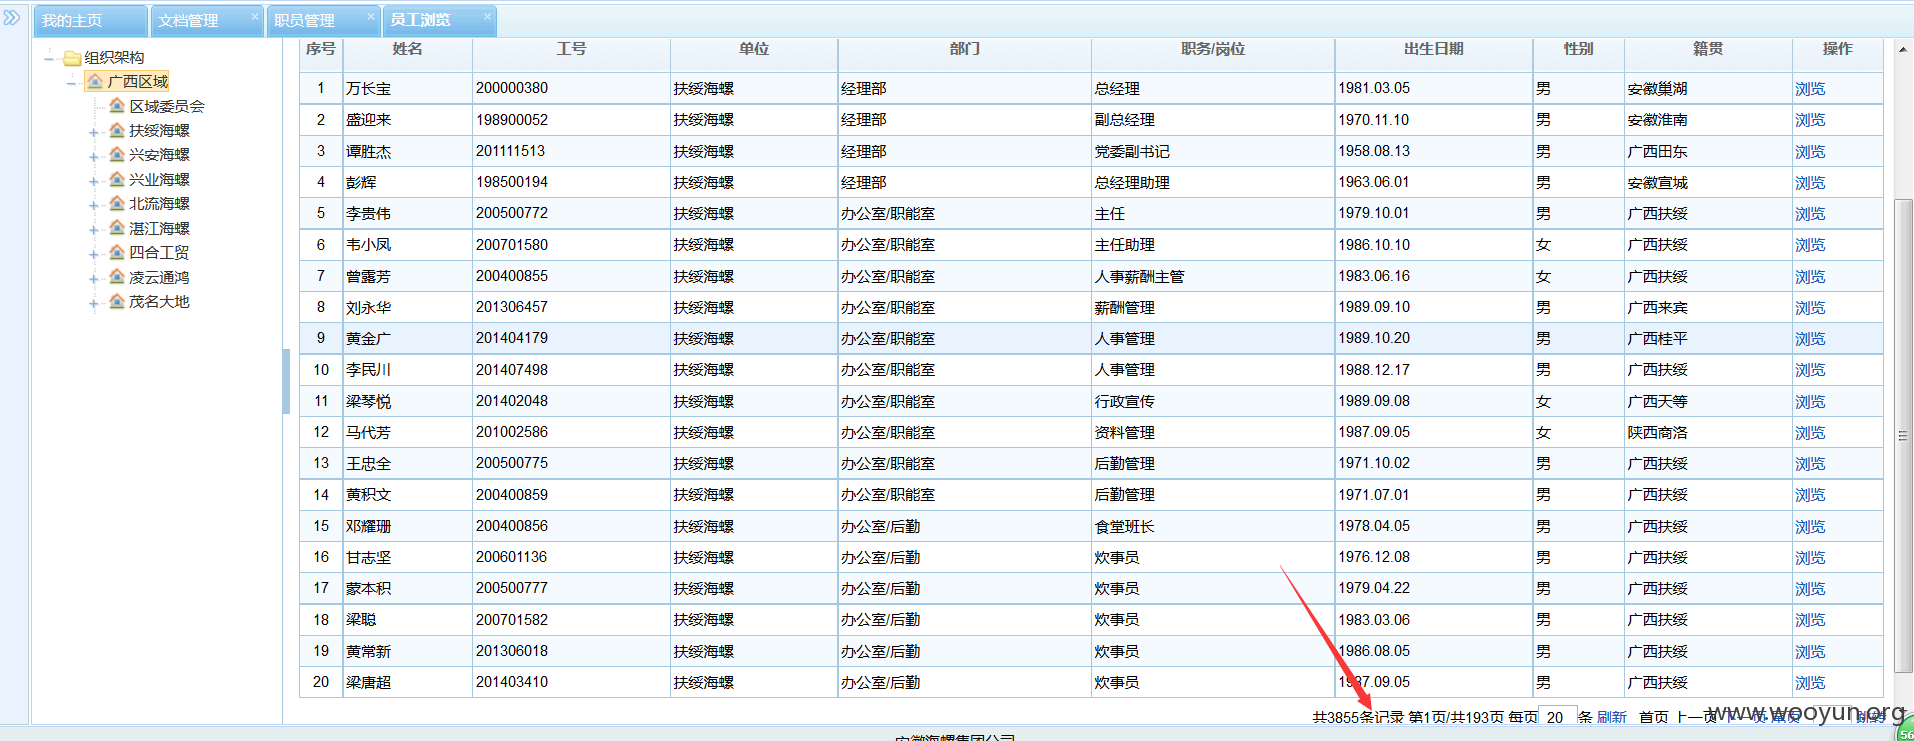 我的主页 文档管理 × 职员管理 × 员工浏览 ×
组织架构
广西区域
区域委员会
扶绥海螺
兴安海螺
兴业海螺
北流海螺
湛江海螺
四合工贸
凌云通鸿
茂名大地
序号 姓名 工号 单位 部门 职务/岗位 出生日期 性别 籍贯 操作
1 万长宝 200000380 扶绥海螺 经理部 总经理 1981.03.05 男 安徽巢湖 浏览
2 盛迎来 198900052 扶绥海螺 经理部 副总经理 1970.11.10 男 安徽淮南 浏览
3 谭胜杰 201111513 扶绥海螺 经理部 党委副书记 1958.08.13 男 广西田东 浏览
4 彭辉 198500194 扶绥海螺 经理部 总经理助理 1963.06.01 男 安徽宣城 浏览
5 李贵伟 200500772 扶绥海螺 办公室/职能室 主任 1979.10.01 男 广西扶绥 浏览
6 韦小凤 200701580 扶绥海螺 办公室/职能室 主任助理 1986.10.10 女 广西扶绥 浏览
7 曾露芳 200400855 扶绥海螺 办公室/职能室 人事薪酬主管 1983.06.16 女 广西扶绥 浏览
8 刘永华 201306457 扶绥海螺 办公室/职能室 薪酬管理 1989.09.10 男 广西来宾 浏览
9 黄金广 201404179 扶绥海螺 办公室/职能室 人事管理 1989.10.20 男 广西桂平 浏览
10 李民川 201407498 扶绥海螺 办公室/职能室 人事管理 1988.12.17 男 广西扶绥 浏览
11 梁琴悦 201402048 扶绥海螺 办公室/职能室 行政宣传 1989.09.08 女 广西天等 浏览
12 马代芳 201002586 扶绥海螺 办公室/职能室 资料管理 1987.09.05 女 陕西商洛 浏览
13 王忠全 200500775 扶绥海螺 办公室/职能室 后勤管理 1971.10.02 男 广西扶绥 浏览
14 黄积文 200400859 扶绥海螺 办公室/职能室 后勤管理 1971.07.01 男 广西扶绥 浏览
15 邓耀珊 200400856 扶绥海螺 办公室/后勤 食堂班长 1978.04.05 男 广西扶绥 浏览
16 甘志坚 200601136 扶绥海螺 办公室/后勤 炊事员 1976.12.08 男 广西扶绥 浏览
17 蒙本积 200500777 扶绥海螺 办公室/后勤 炊事员 1979.04.22 男 广西扶绥 浏览
18 梁聪 200701582 扶绥海螺 办公室/后勤 炊事员 1983.03.06 男 广西扶绥 浏览
19 黄常新 201306018 扶绥海螺 办公室/后勤 炊事员 1986.08.05 男 广西扶绥 浏览
20 梁唐超 201403410 扶绥海螺 办公室/后勤 炊事员 1987.09.05 男 广西扶绥 浏览
共3855条记录 第1页/共193页 每页 20 条 刷新 首页 上一页 下一页 尾页 跳转
www.wooyun.org
56
安徽海螺集团公司